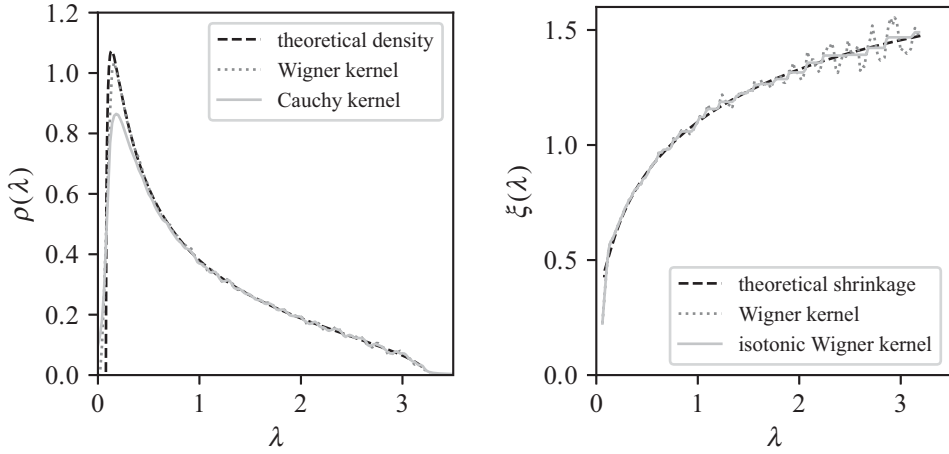 1.2
1.0
0.8
0.6
0.4
0.2
0.0
ρ(λ)
theoretical density
Wigner kernel
Cauchy kernel
0
1
2
3
λ
1.5
1.0
0.5
0.0
ξ(λ)
theoretical shrinkage
Wigner kernel
isotonic Wigner kernel
0
1
2
3
λ